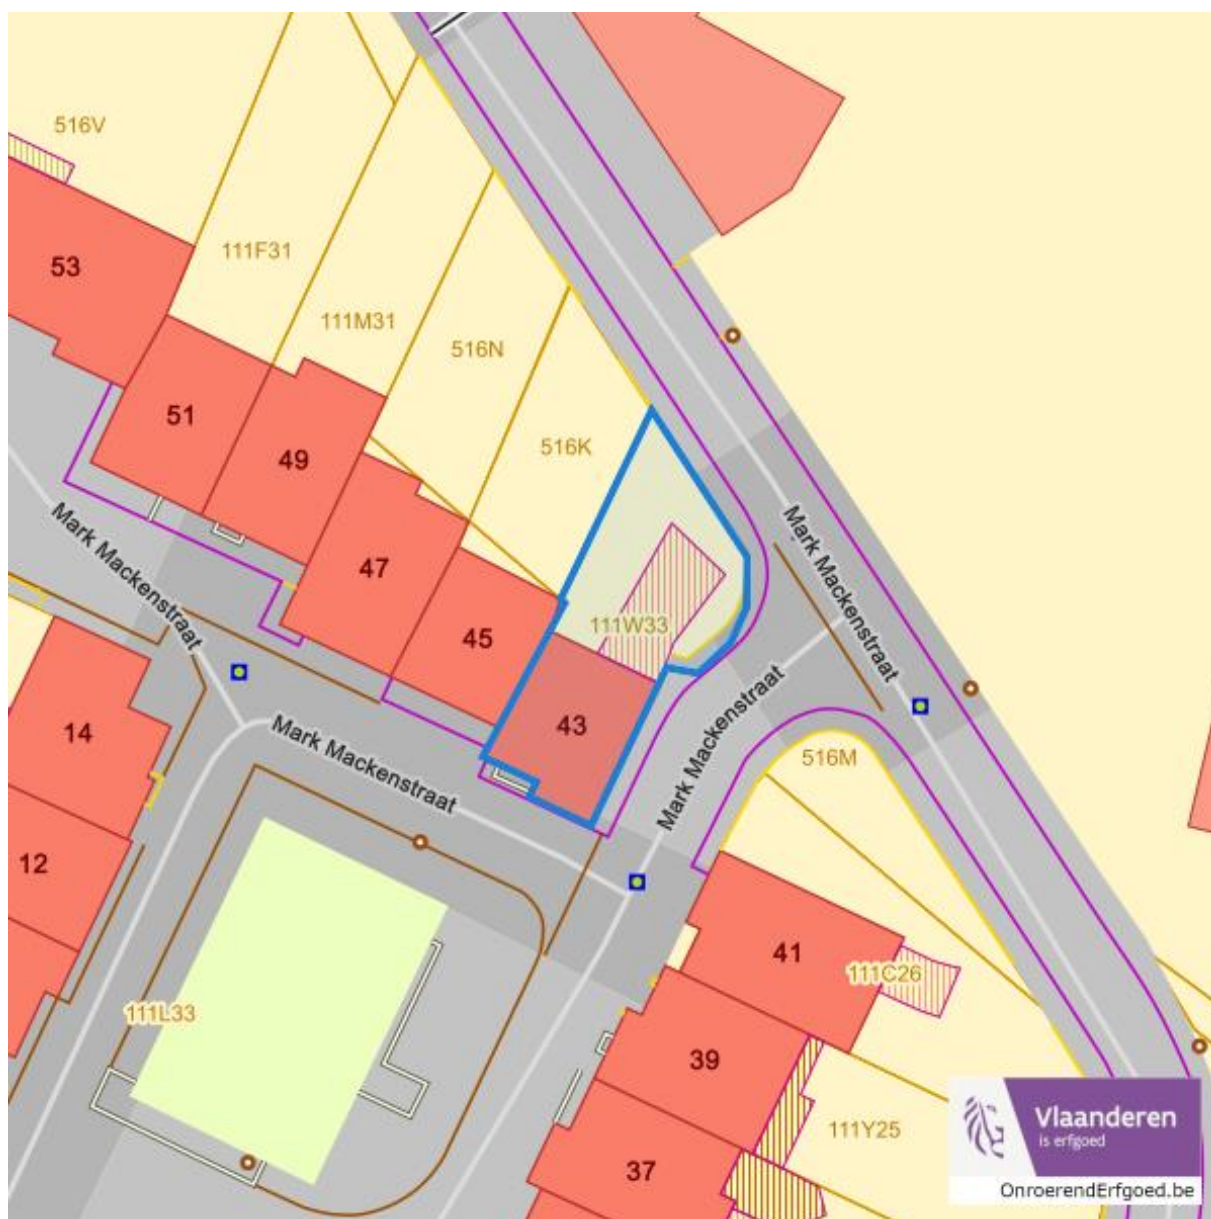 516V
53
111F31
111M31
516N
51
49
516K
47
Mark Mackenstraat
Mark Mackenstraat
45
111W33
14
Mark Mackenstraat
43
Mark Mackenstraat
516M
12
41
111C26
111L33
39
111Y25
37
Vlaanderen
is erfgoed
OnroerendErfgoed.be